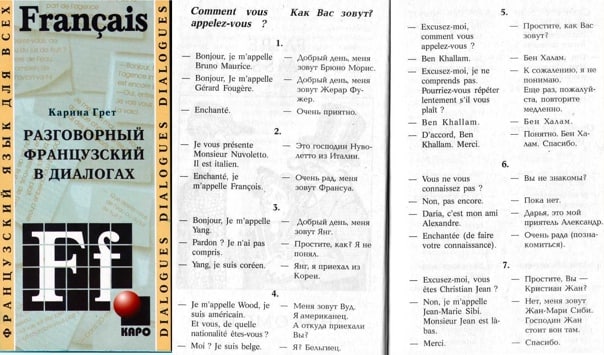 Français
Карина Грет
РАЗГОВОРНЫЙ
ФРАНЦУЗСКИЙ
В ДИАЛОГАХ
Ff
КАРО
ФРАНЦУЗСКИЙ ЯЗЫК ДЛЯ ВСЕХ
DIALOGUES DIALOGUES DIALOGUES DIALOGUES
Comment vous
appelez-vous ?
Как Вас зовут?
1.
— Bonjour, je m'appelle
Bruno Maurice.
— Добрый день, меня
зовут Брюно Морис.
— Bonjour, je m'appelle
Gérard Fougère.
— Добрый день, меня
зовут Жерар Фу-
жер.
— Enchanté.
— Очень приятно.
2.
— Je vous présente
Monsieur Nuvoletto.
Il est italien.
— Это господин Нуво-
летто из Италии.
— Enchanté, je
m'appelle François.
— Очень рад, меня
зовут Франсуа.
3.
— Bonjour, Je m'appelle
Yang.
— Добрый день, меня
зовут Янг.
— Pardon ? Je n'ai pas
compris.
— Простите, как? Я не
понял.
— Yang, je suis coréen.
— Янг, я приехал из
Кореи.
4.
— Je m'appelle Wood, je
suis américain.
Et vous, de quelle
nationalité êtes-vous ?
— Меня зовут Вуд.
Я американец.
А откуда приехали
Вы?
— Moi ? Je suis belge.
— Я? Бельгиец.
5.
— Excusez-moi,
comment vous
appelez-vous ?
— Простите, как Вас
зовут?
— Ben Khallam.
— Бен Халам.
— Excusez-moi, je ne
comprends pas.
Pourriez-vous répéter
lentement s'il vous
plaît ?
— К сожалению, я не
понимаю.
Еще раз, пожалуй-
ста, повторите
медленно.
— Ben Khallam.
— Бен Халам.
— D'accord, Ben
Khallam. Merci.
— Понятно. Бен Ха-
лам. Спасибо.
6.
— Vous ne vous
connaissez pas ?
— Вы не знакомы?
— Non, pas encore.
— Пока нет.
— Daria, c'est mon ami
Alexandre.
— Дарья, это мой
приятель Александр.
— Enchantée (de faire
votre connaissance).
— Очень рада (позна-
комиться).
7.
— Excusez-moi, vous
êtes Christian Jean ?
— Простите, Вы —
Кристиан Жан?
— Non, je m'appelle
Jean-Marie Sibi.
Monsieur Jean est là-
bas.
— Нет, меня зовут
Жан-Мари Сиби.
Господин Жан
стоит вон там.
— Merci.
— Спасибо.